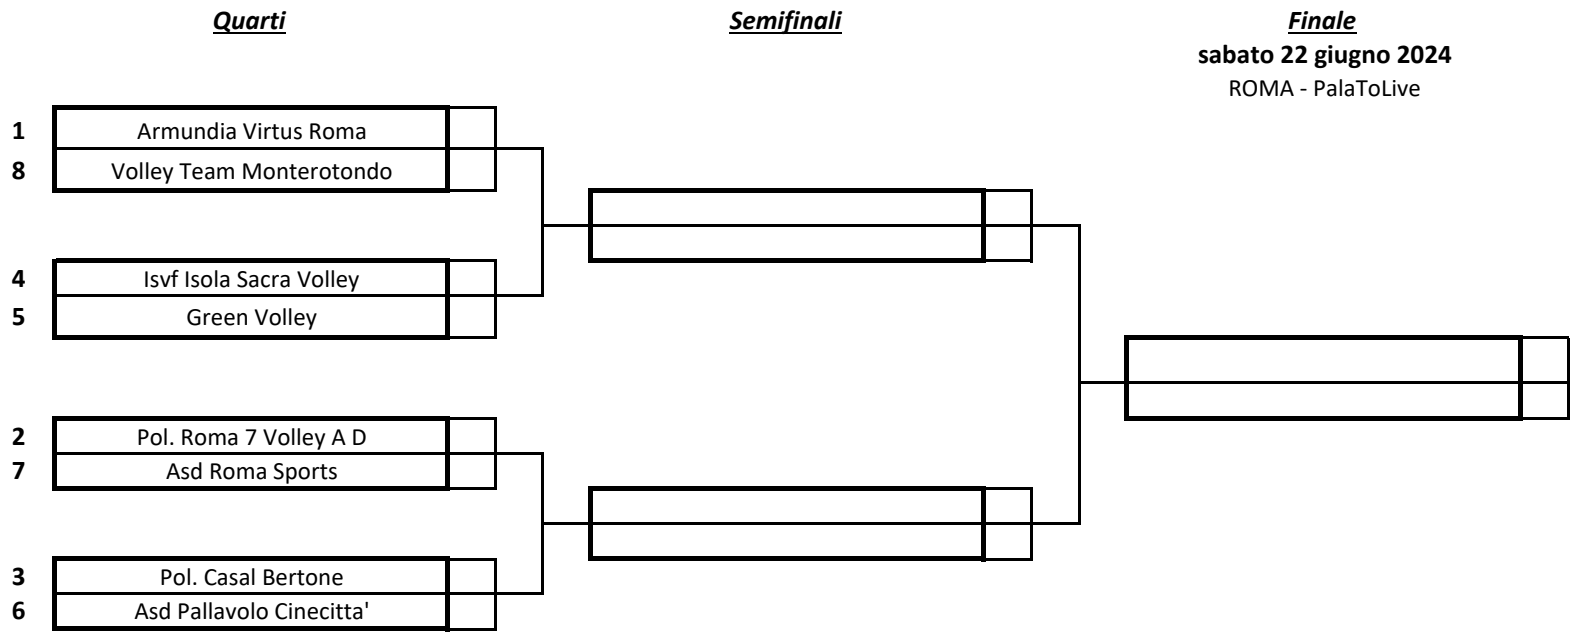 Quarti
Semifinali
Finale
sabato 22 giugno 2024
ROMA - PalaToLive
1 Armundia Virtus Roma
8 Volley Team Monterotondo
4 Isvf Isola Sacra Volley
5 Green Volley
2 Pol. Roma 7 Volley A D
7 Asd Roma Sports
3 Pol. Casal Bertone
6 Asd Pallavolo Cinecitta'